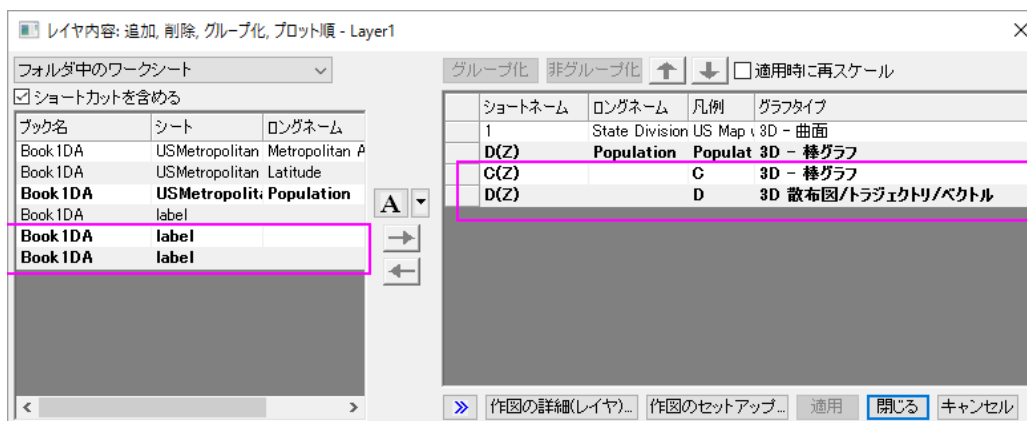 レイヤ内容: 追加, 削除, グループ化, プロット順 - Layer1
フォルダ中のワークシート
グループ化 非グループ化 適用時に再スケール
ショートカットを含める
ブック名 シート ロングネーム
Book1DA USMetropolitan Metropolitan A
Book1DA USMetropolitan Latitude
Book1DA USMetropolita Population
Book1DA label
Book1DA label
Book1DA label
A
ショートネーム ロングネーム 凡例 グラフタイプ
1 State Division US Map 3D - 曲面
D(Z) Population Populat 3D - 棒グラフ
C(Z) C 3D - 棒グラフ
D(Z) D 3D 散布図/トラジェクトリ/ベクトル
作図の詳細(レイヤ)... 作図のセットアップ... 適用 閉じる キャンセル